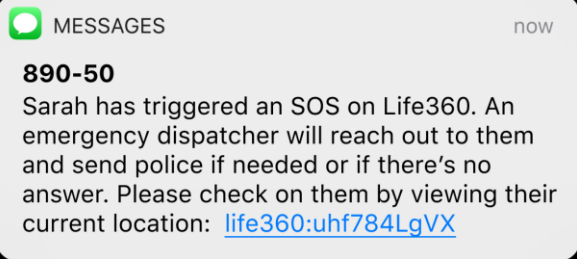 MESSAGES
now
890-50
Sarah has triggered an SOS on Life360. An
emergency dispatcher will reach out to them
and send police if needed or if there’s no
answer. Please check on them by viewing their
current location: life360:uhf784LgVX